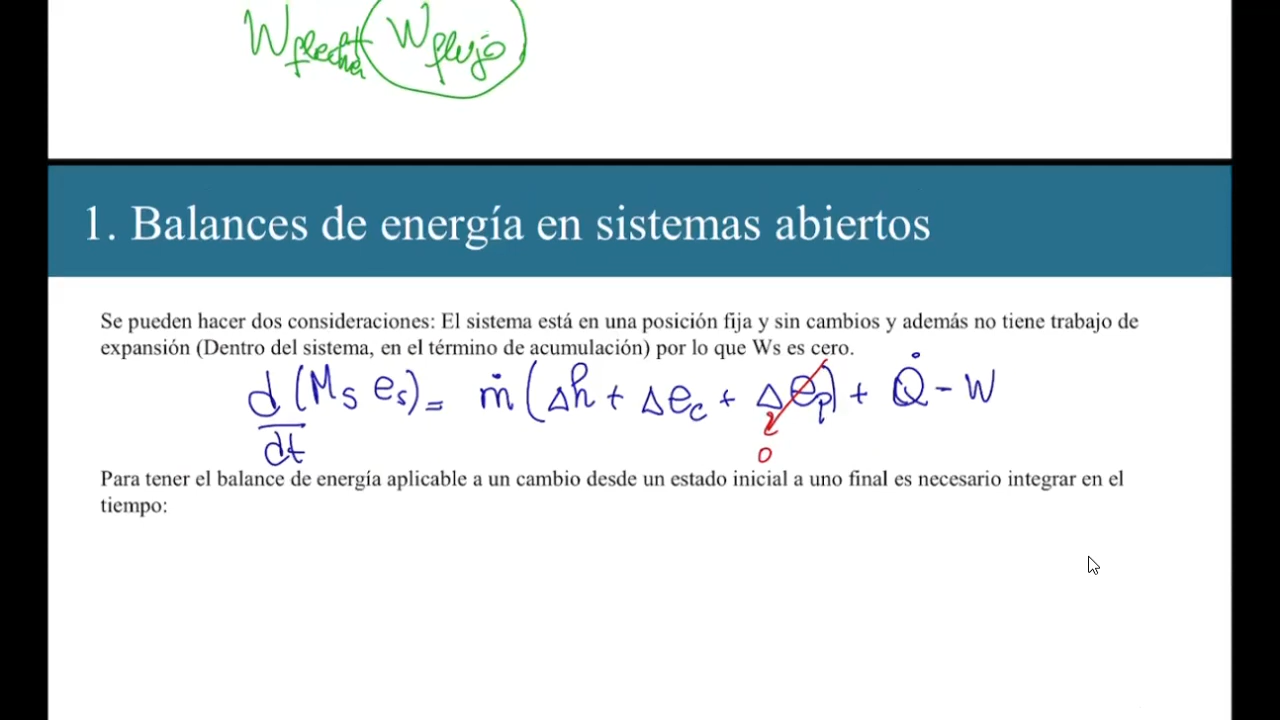 W flecha + W flujo
1. Balances de energía en sistemas abiertos
Se pueden hacer dos consideraciones: El sistema está en una posición fija y sin cambios y además no tiene trabajo de
expansión (Dentro del sistema, en el término de acumulación) por lo que Ws es cero.
d/dt (Ms es) = ṁ (Δh + Δec + Δep) + Q̇ - W
0
Para tener el balance de energía aplicable a un cambio desde un estado inicial a uno final es necesario integrar en el
tiempo: